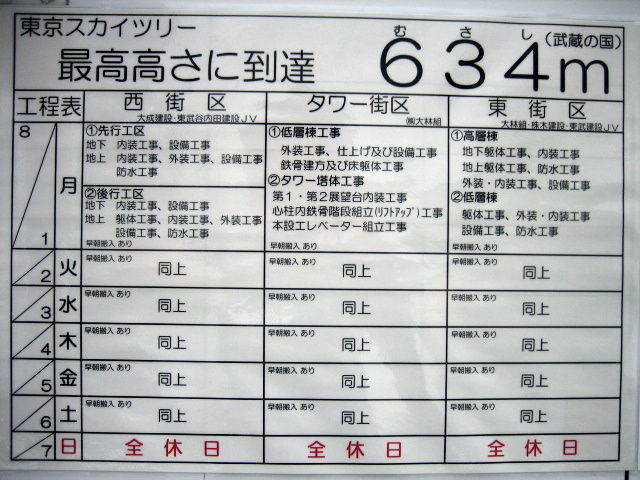 東京スカイツリー
最高高さに到達
むさし
634m
(武蔵の国)
工程表
西街区
大成建設・東武谷内田建設JV
タワー街区
㈱大林組
東街区
大林組・株木建設・東武建設JV
8/1
月
①先行工区
地下 内装工事、設備工事
地上 内装工事、外装工事、設備工事
防水工事
②後行工区
地下 内装工事、設備工事
地上 躯体工事、内装工事、外装工事
設備工事、防水工事
早朝搬入 あり
①低層棟工事
外装工事、仕上げ及び設備工事
鉄骨建方及び床躯体工事
②タワー塔体工事
第1・第2展望台内装工事
心柱内鉄骨階段組立(リフトアップ)工事
本設エレベーター組立工事
早朝搬入 あり
①高層棟
地下躯体工事、内装工事
地上躯体工事、防水工事
外装・内装工事、設備工事
②低層棟
躯体工事、外装・内装工事
設備工事、防水工事
早朝搬入 あり
2 火 早朝搬入 あり 同上 早朝搬入 あり 同上 早朝搬入 あり 同上
3 水 早朝搬入 あり 同上 早朝搬入 あり 同上 早朝搬入 あり 同上
4 木 早朝搬入 あり 同上 早朝搬入 あり 同上 早朝搬入 あり 同上
5 金 早朝搬入 あり 同上 早朝搬入 あり 同上 早朝搬入 あり 同上
6 土 早朝搬入 あり 同上 早朝搬入 あり 同上 早朝搬入 あり 同上
7 日 全休日 全休日 全休日